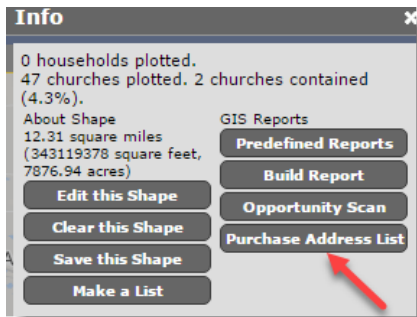 Info
0 households plotted.
47 churches plotted. 2 churches contained
(4.3%).
About Shape
12.31 square miles
(343119378 square feet,
7876.94 acres)
Edit this Shape
Clear this Shape
Save this Shape
Make a List
GIS Reports
Predefined Reports
Build Report
Opportunity Scan
Purchase Address List